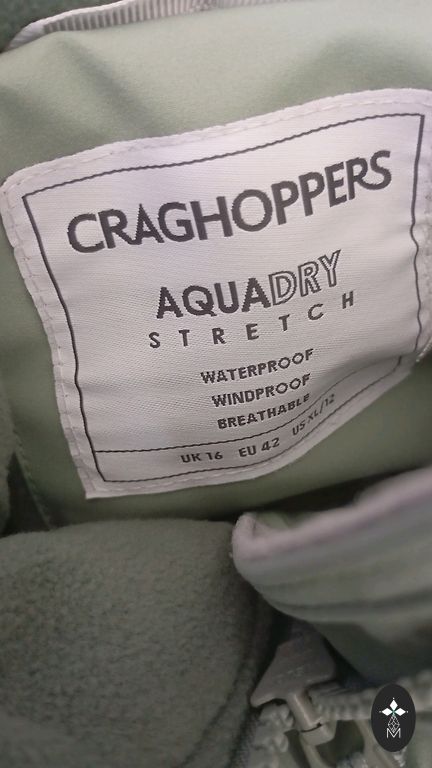 CRAGHOPPERS
AQUADRY
STRETCH
WATERPROOF
WINDPROOF
BREATHABLE
UK 16 EU 42 US XL/12
M